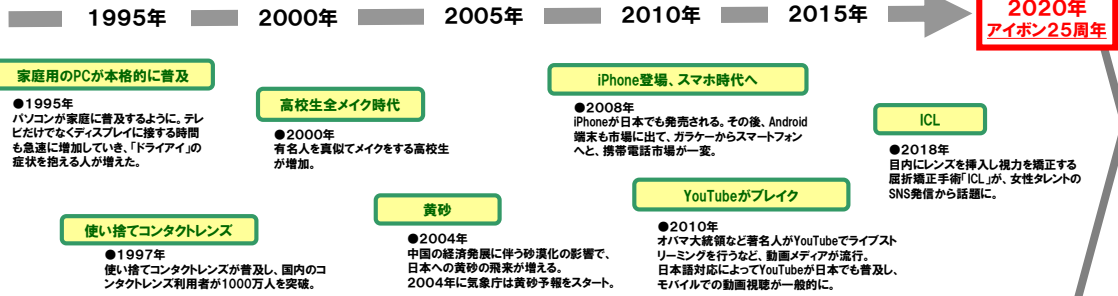 1995年
2000年
2005年
2010年
2015年
2020年
アイボン25周年
家庭用のPCが本格的に普及
●1995年
パソコンが家庭に普及するように。テレ
ビだけでなくディスプレイに接する時間
も急速に増加していき、「ドライアイ」の
症状を抱える人が増えた。
高校生全メイク時代
●2000年
有名人を真似てメイクをする高校生
が増加。
iPhone登場、スマホ時代へ
●2008年
iPhoneが日本でも発売される。その後、Android
端末も市場に出て、ガラケーからスマートフォン
へと、携帯電話市場が一変。
ICL
●2018年
目内にレンズを挿入し視力を矯正する
屈折矯正手術「ICL」が、女性タレントの
SNS発信から話題に。
使い捨てコンタクトレンズ
●1997年
使い捨てコンタクトレンズが普及し、国内のコ
ンタクトレンズ利用者が1000万人を突破。
黄砂
●2004年
中国の経済発展に伴う砂漠化の影響で、
日本への黄砂の飛来が増える。
2004年に気象庁は黄砂予報をスタート。
YouTubeがブレイク
●2010年
オバマ大統領など著名人がYouTubeでライブスト
リーミングを行うなど、動画メディアが流行。
日本語対応によってYouTubeが日本でも普及し、
モバイルでの動画視聴が一般的に。